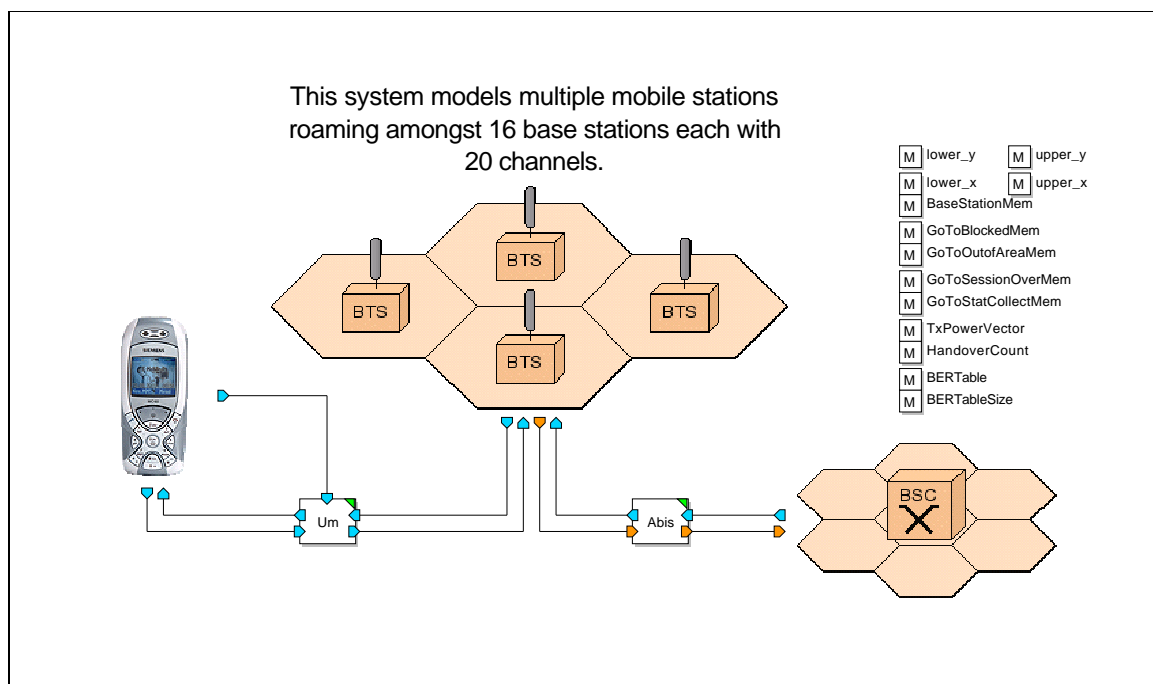 This system models multiple mobile stations
roaming amongst 16 base stations each with
20 channels.
M lower_y M upper_y
M lower_x M upper_x
M BaseStationMem
M GoToBlockedMem
M GoToOutofAreaMem
M GoToSessionOverMem
M GoToStatCollectMem
M TxPowerVector
M HandoverCount
M BERTable
M BERTableSize
BTS
BTS
BTS
BTS
SIEMENS
Um
Abis
BSC